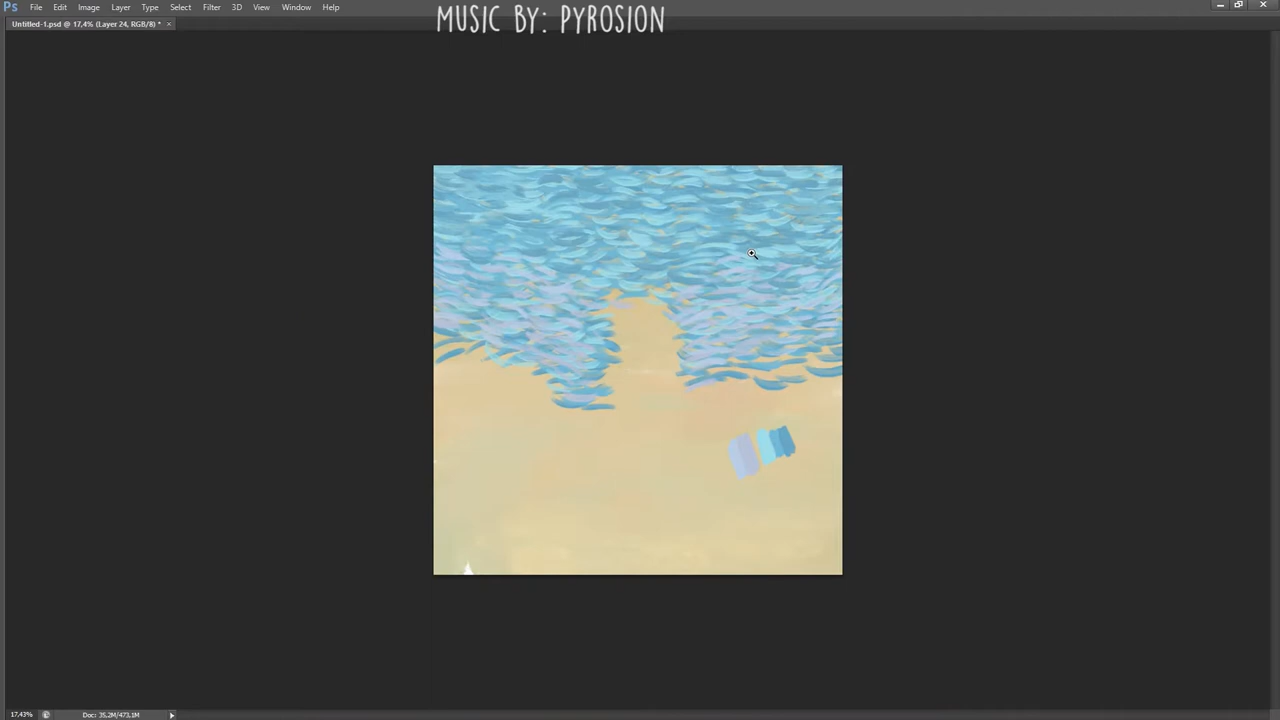 Ps File Edit Image Layer Type Select Filter 3D View Window Help
MUSIC BY: PYROSION
Untitled-1.psd @ 17,4% (Layer 24, RGB/8) * ×
17.43% Doc: 35,2M/473,1M